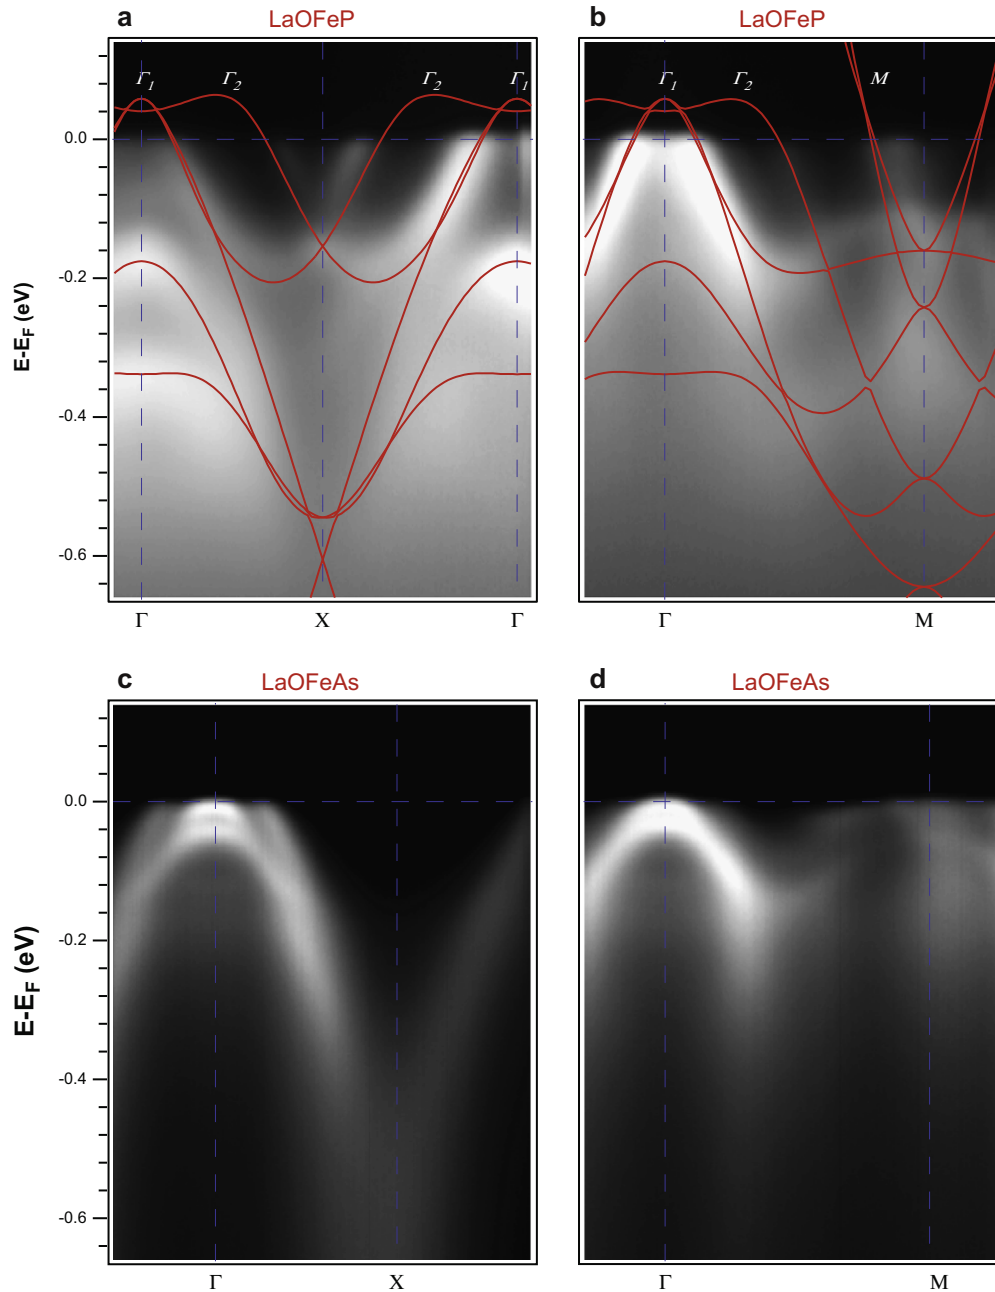 a LaOFeP
b LaOFeP
Γ1 Γ2 Γ2 Γ1
Γ1 Γ2 M
0.0
-0.2
-0.4
-0.6
E-EF (eV)
Γ X Γ
Γ M
c LaOFeAs
d LaOFeAs
0.0
-0.2
-0.4
-0.6
E-EF (eV)
Γ X
Γ M